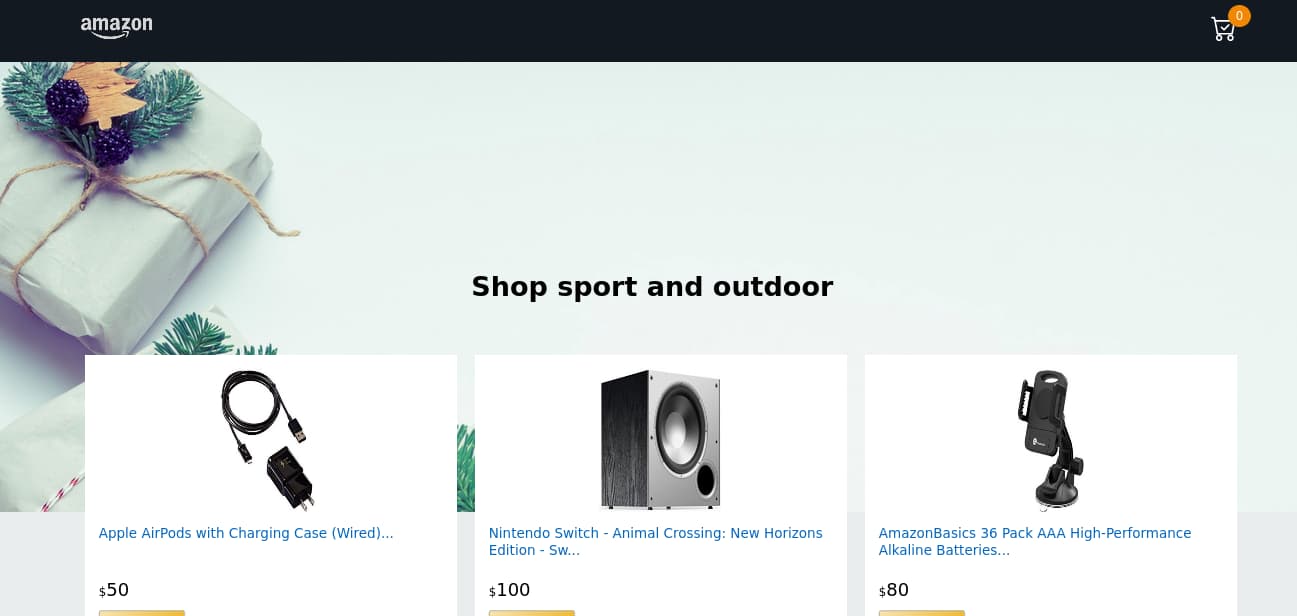 amazon
0
Shop sport and outdoor
Apple AirPods with Charging Case (Wired)...
Nintendo Switch - Animal Crossing: New Horizons
Edition - Sw...
AmazonBasics 36 Pack AAA High-Performance
Alkaline Batteries...
$50
$100
$80